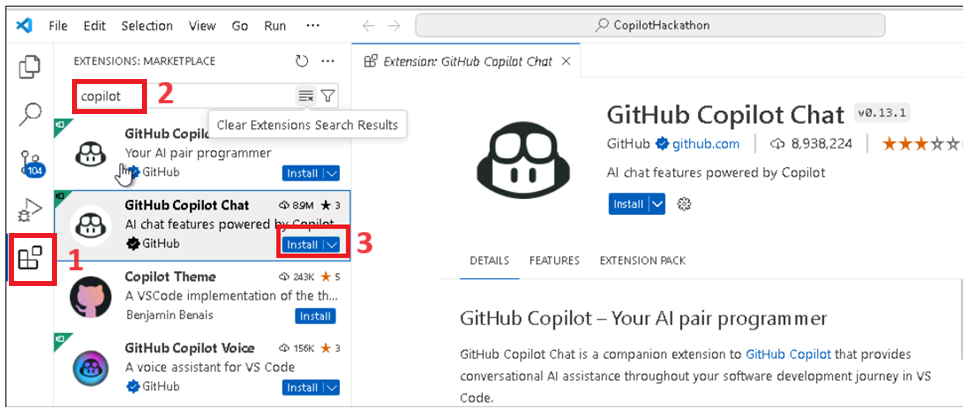 File Edit Selection View Go Run ···
CopilotHackathon
EXTENSIONS: MARKETPLACE ···
Extension: GitHub Copilot Chat
copilot
2
Clear Extensions Search Results
GitHub Copil
Your AI pair programmer
GitHub
Install
104
GitHub Copilot Chat 8.9M ★ 3
AI chat features powered by Copilot
GitHub
Install
3
1
Copilot Theme 243K ★ 5
A VSCode implementation of the th...
Benjamin Benais
Install
GitHub Copilot Voice 156K ★ 3
A voice assistant for VS Code
GitHub
Install
GitHub Copilot Chat v0.13.1
GitHub github.com | 8,938,224 | ★★★☆☆
AI chat features powered by Copilot
Install
DETAILS FEATURES EXTENSION PACK
GitHub Copilot – Your AI pair programmer
GitHub Copilot Chat is a companion extension to GitHub Copilot that provides
conversational AI assistance throughout your software development journey in VS
Code.